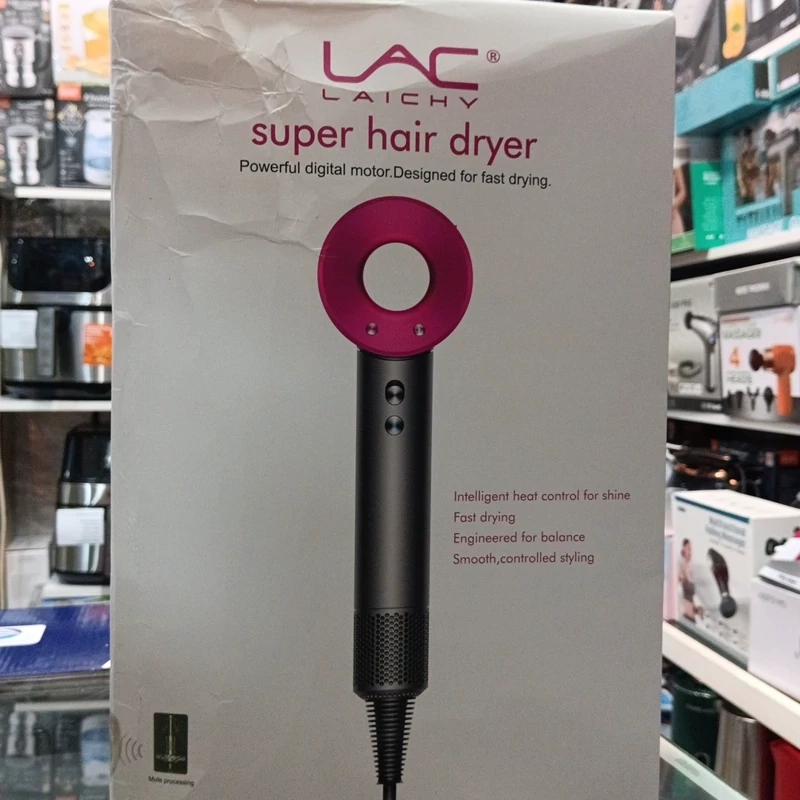 LAC®
LAICHY
super hair dryer
Powerful digital motor.Designed for fast drying.
Intelligent heat control for shine
Fast drying
Engineered for balance
Smooth,controlled styling
Mute processing
4